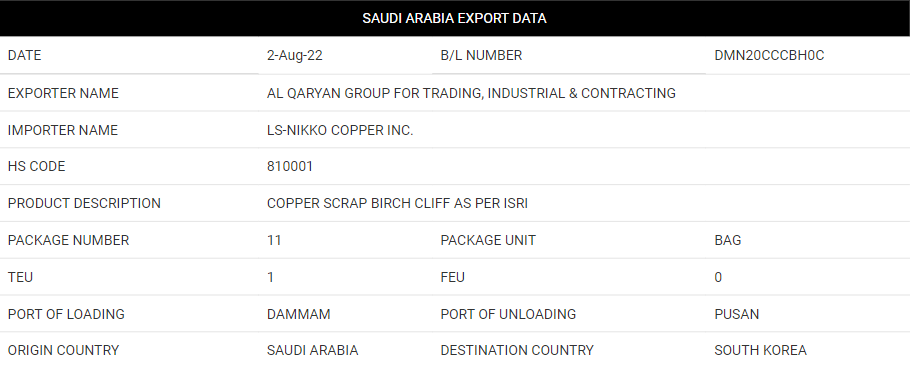 SAUDI ARABIA EXPORT DATA
DATE 2-Aug-22 B/L NUMBER DMN20CCCBH0C
EXPORTER NAME AL QARYAN GROUP FOR TRADING, INDUSTRIAL & CONTRACTING
IMPORTER NAME LS-NIKKO COPPER INC.
HS CODE 810001
PRODUCT DESCRIPTION COPPER SCRAP BIRCH CLIFF AS PER ISRI
PACKAGE NUMBER 11 PACKAGE UNIT BAG
TEU 1 FEU 0
PORT OF LOADING DAMMAM PORT OF UNLOADING PUSAN
ORIGIN COUNTRY SAUDI ARABIA DESTINATION COUNTRY SOUTH KOREA